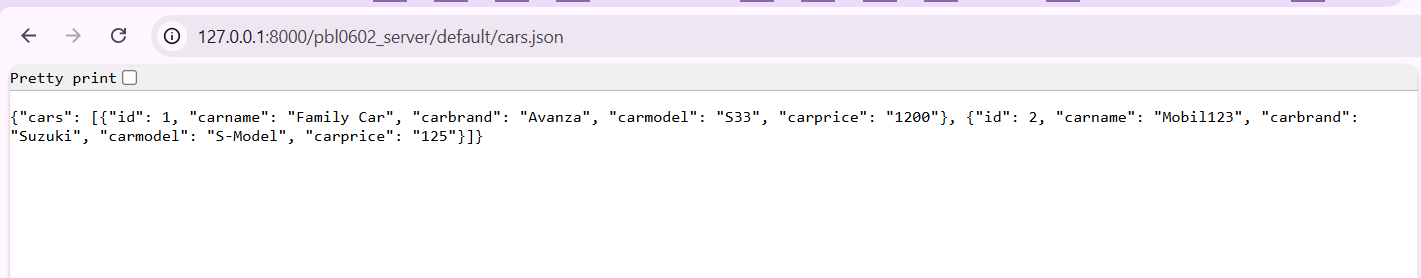 127.0.0.1:8000/pbl0602_server/default/cars.json
Pretty print
{"cars": [{"id": 1, "carname": "Family Car", "carbrand": "Avanza", "carmodel": "S33", "carprice": "1200"}, {"id": 2, "carname": "Mobil123", "carbrand":
"Suzuki", "carmodel": "S-Model", "carprice": "125"}]}